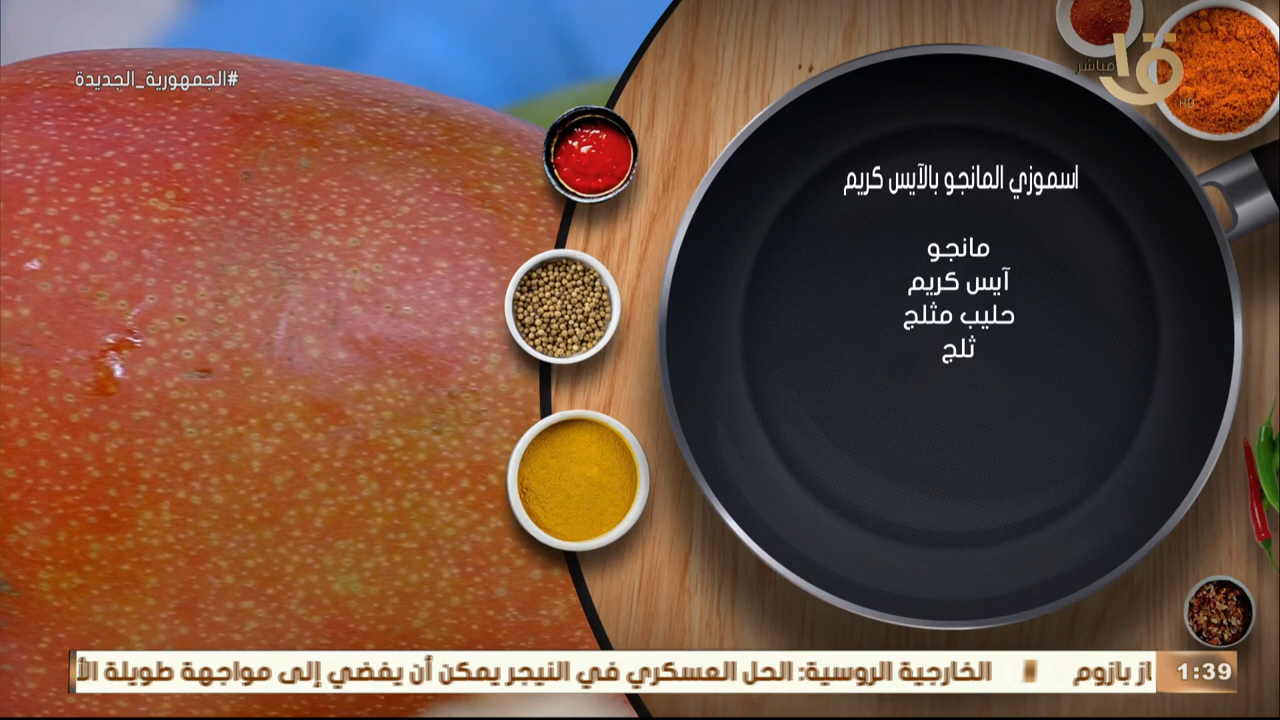 #الجمهورية_الجديدة
مباشر
HD
اسموزي المانجو بالآيس كريم
مانجو
آيس كريم
حليب مثلج
ثلج
1:39
از بازوم
الخارجية الروسية: الحل العسكري في النيجر يمكن أن يفضي إلى مواجهة طويلة